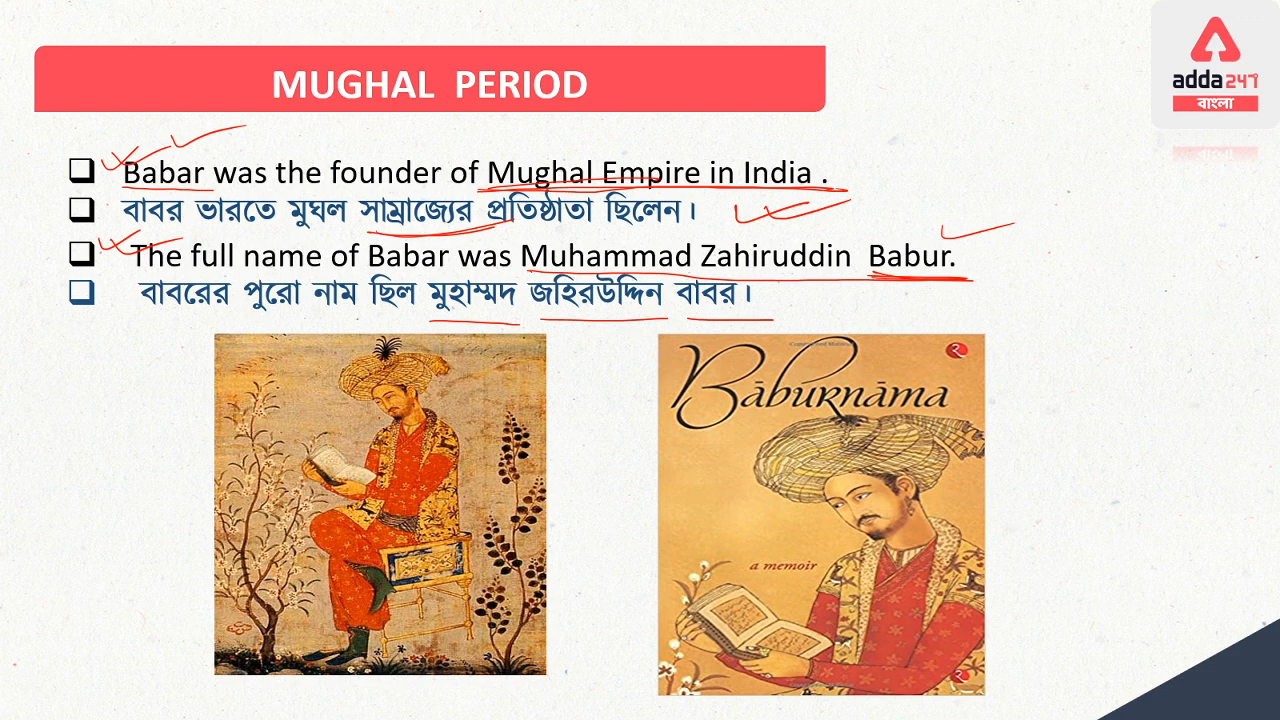 MUGHAL PERIOD
adda247
বাংলা
Babar was the founder of Mughal Empire in India .
বাবর ভারতে মুঘল সাম্রাজ্যের প্রতিষ্ঠাতা ছিলেন।
The full name of Babar was Muhammad Zahiruddin Babur.
বাবরের পুরো নাম ছিল মুহাম্মদ জহিরউদ্দিন বাবর।
Bāburnāma
a memoir